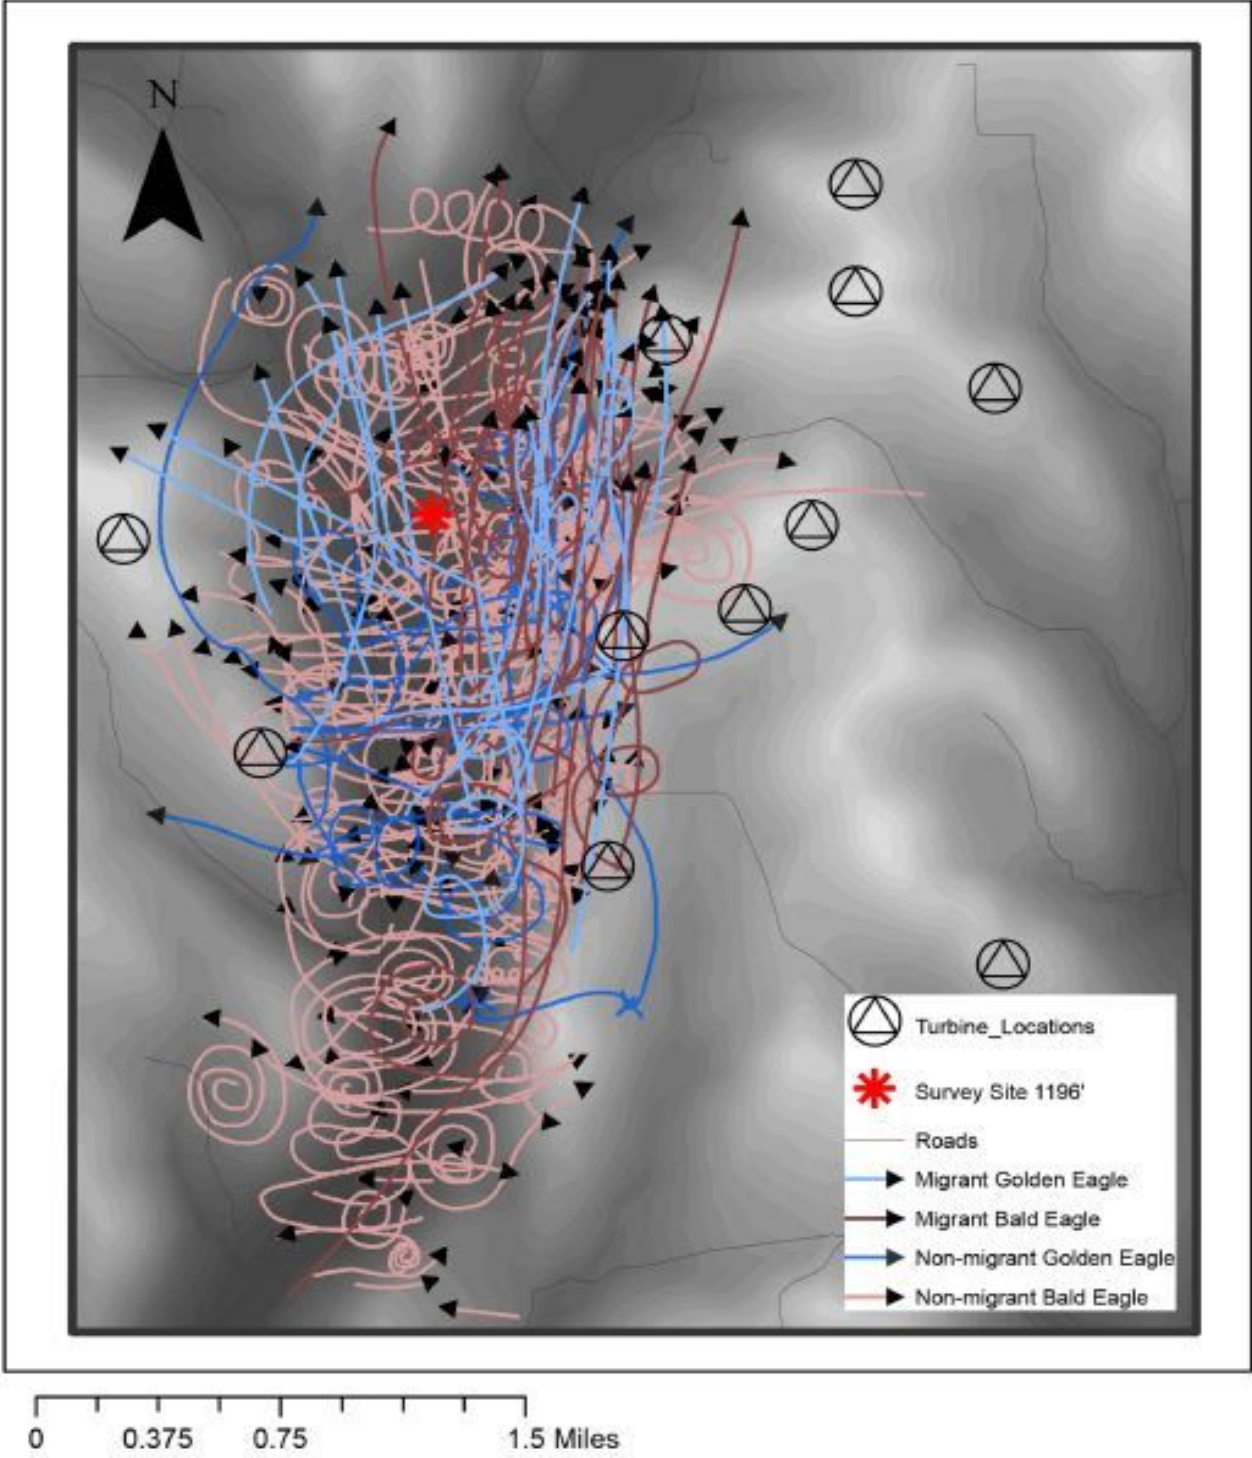 N
Turbine_Locations
Survey Site 1196'
Roads
Migrant Golden Eagle
Migrant Bald Eagle
Non-migrant Golden Eagle
Non-migrant Bald Eagle
0 0.375 0.75 1.5 Miles